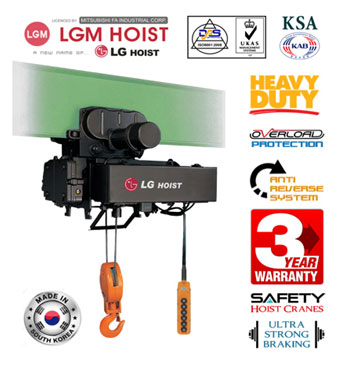 LICENSED BY MITSUBISHI FA INDUSTRIAL CORP
LGM
LGM HOIST
A NEW NAME OF... LG HOIST
ISO9001:2008
UKAS
MANAGEMENT
SYSTEMS
KSA
KAB
HEAVY
DUTY
OVERLOAD
PROTECTION
ANTI
REVERSE
SYSTEM
LG HOIST
3
YEAR
WARRANTY
MADE IN
SOUTH KOREA
SAFETY
HOIST CRANES
ULTRA
STRONG
BRAKING